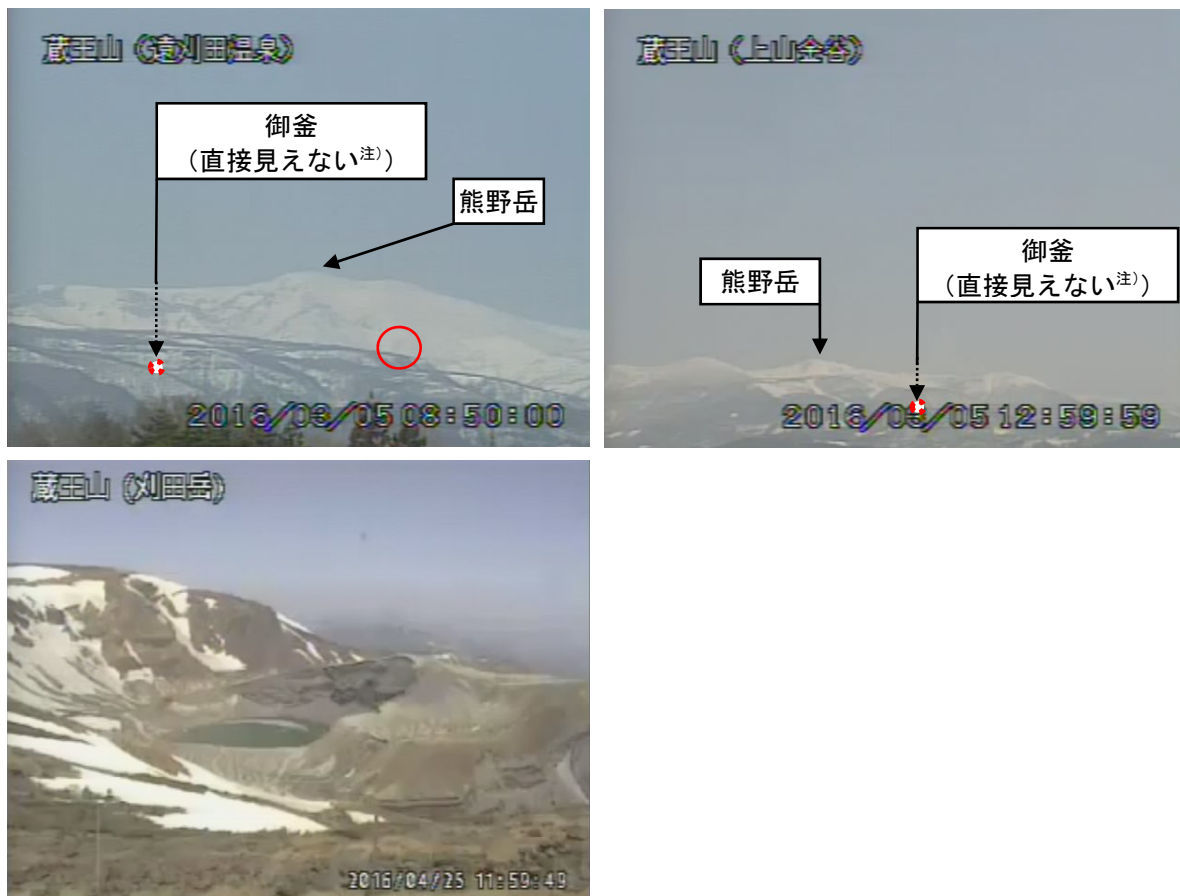 蔵王山（遠刈田温泉）
御釜
（直接見えない注））
熊野岳
2016/03/05 08:50:00
蔵王山（上山金谷）
御釜
（直接見えない注））
熊野岳
2016/03/05 12:59:59
蔵王山（刈田岳）
2016/04/25 11:59:49